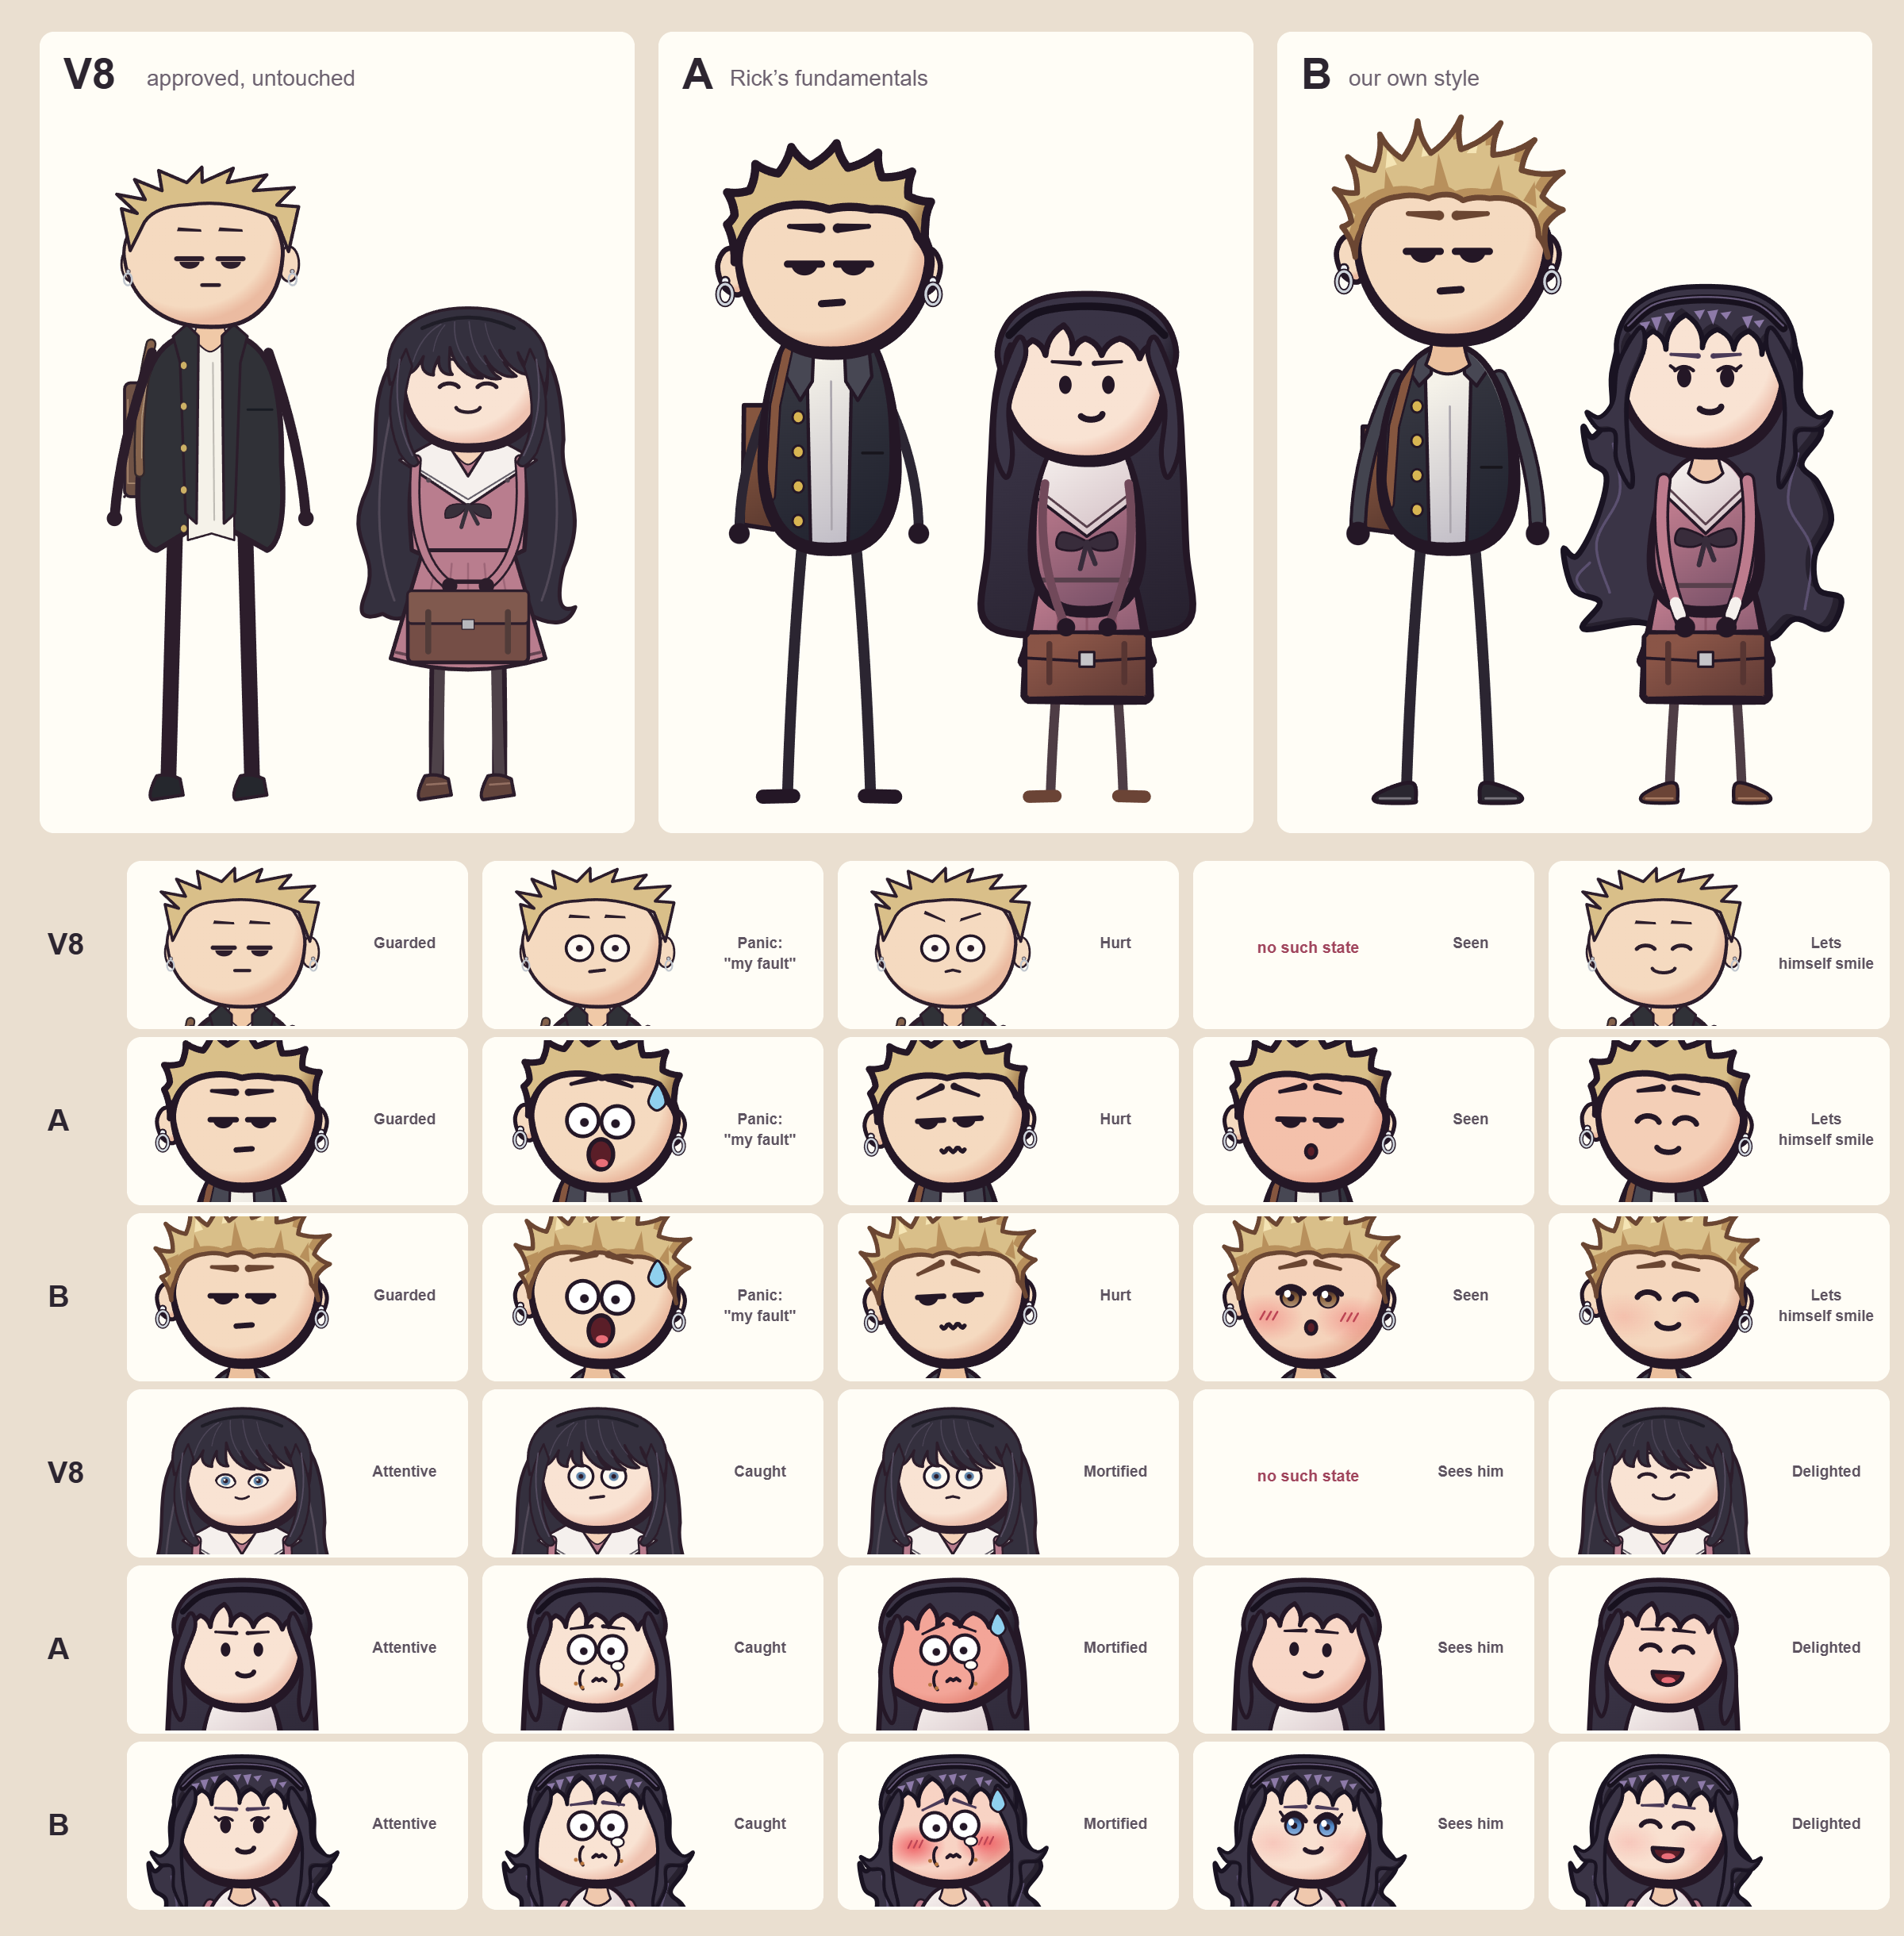 V8 approved, untouched
A Rick’s fundamentals
B our own style
V8
Guarded
Panic:
"my fault"
Hurt
no such state
Seen
Lets
himself smile
A
Guarded
Panic:
"my fault"
Hurt
Seen
Lets
himself smile
B
Guarded
Panic:
"my fault"
Hurt
Seen
Lets
himself smile
V8
Attentive
Caught
Mortified
no such state
Sees him
Delighted
A
Attentive
Caught
Mortified
Sees him
Delighted
B
Attentive
Caught
Mortified
Sees him
Delighted